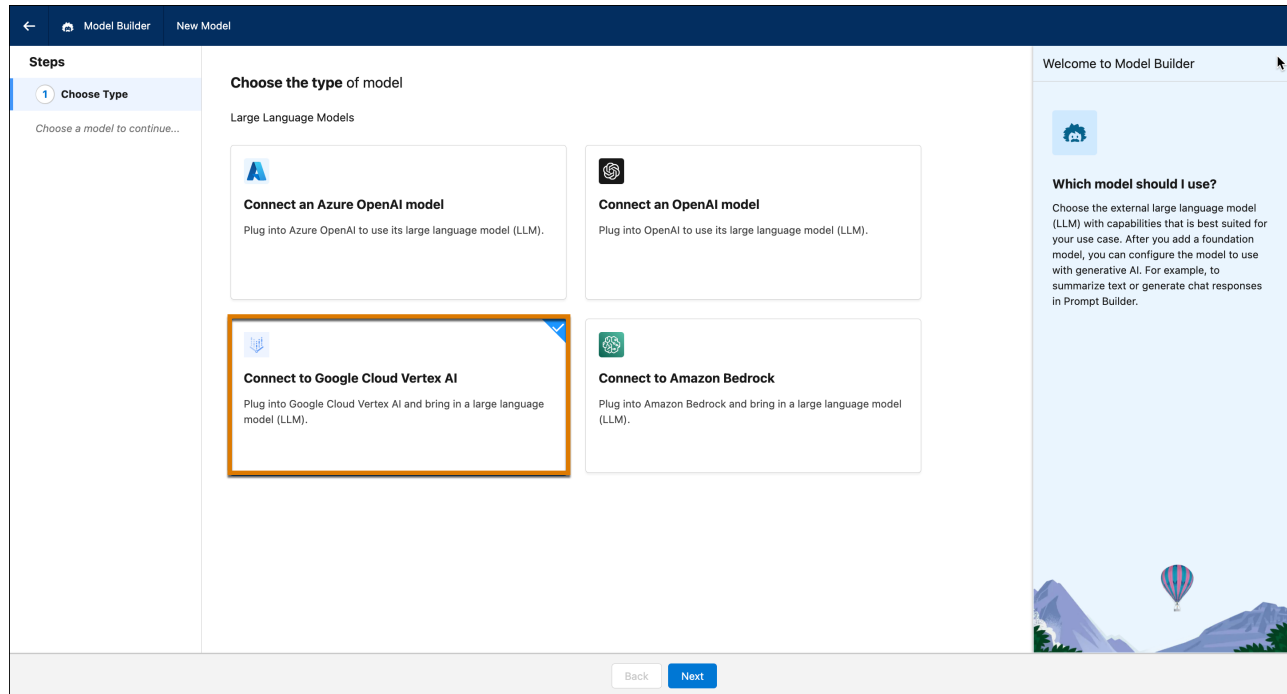 Model Builder
New Model
Steps
1 Choose Type
Choose a model to continue...
Choose the type of model
Large Language Models
Connect an Azure OpenAI model
Plug into Azure OpenAI to use its large language model (LLM).
Connect an OpenAI model
Plug into OpenAI to use its large language model (LLM).
Connect to Google Cloud Vertex AI
Plug into Google Cloud Vertex AI and bring in a large language
model (LLM).
Connect to Amazon Bedrock
Plug into Amazon Bedrock and bring in a large language model
(LLM).
Welcome to Model Builder
Which model should I use?
Choose the external large language model
(LLM) with capabilities that is best suited for
your use case. After you add a foundation
model, you can configure the model to use
with generative AI. For example, to
summarize text or generate chat responses
in Prompt Builder.
Back
Next